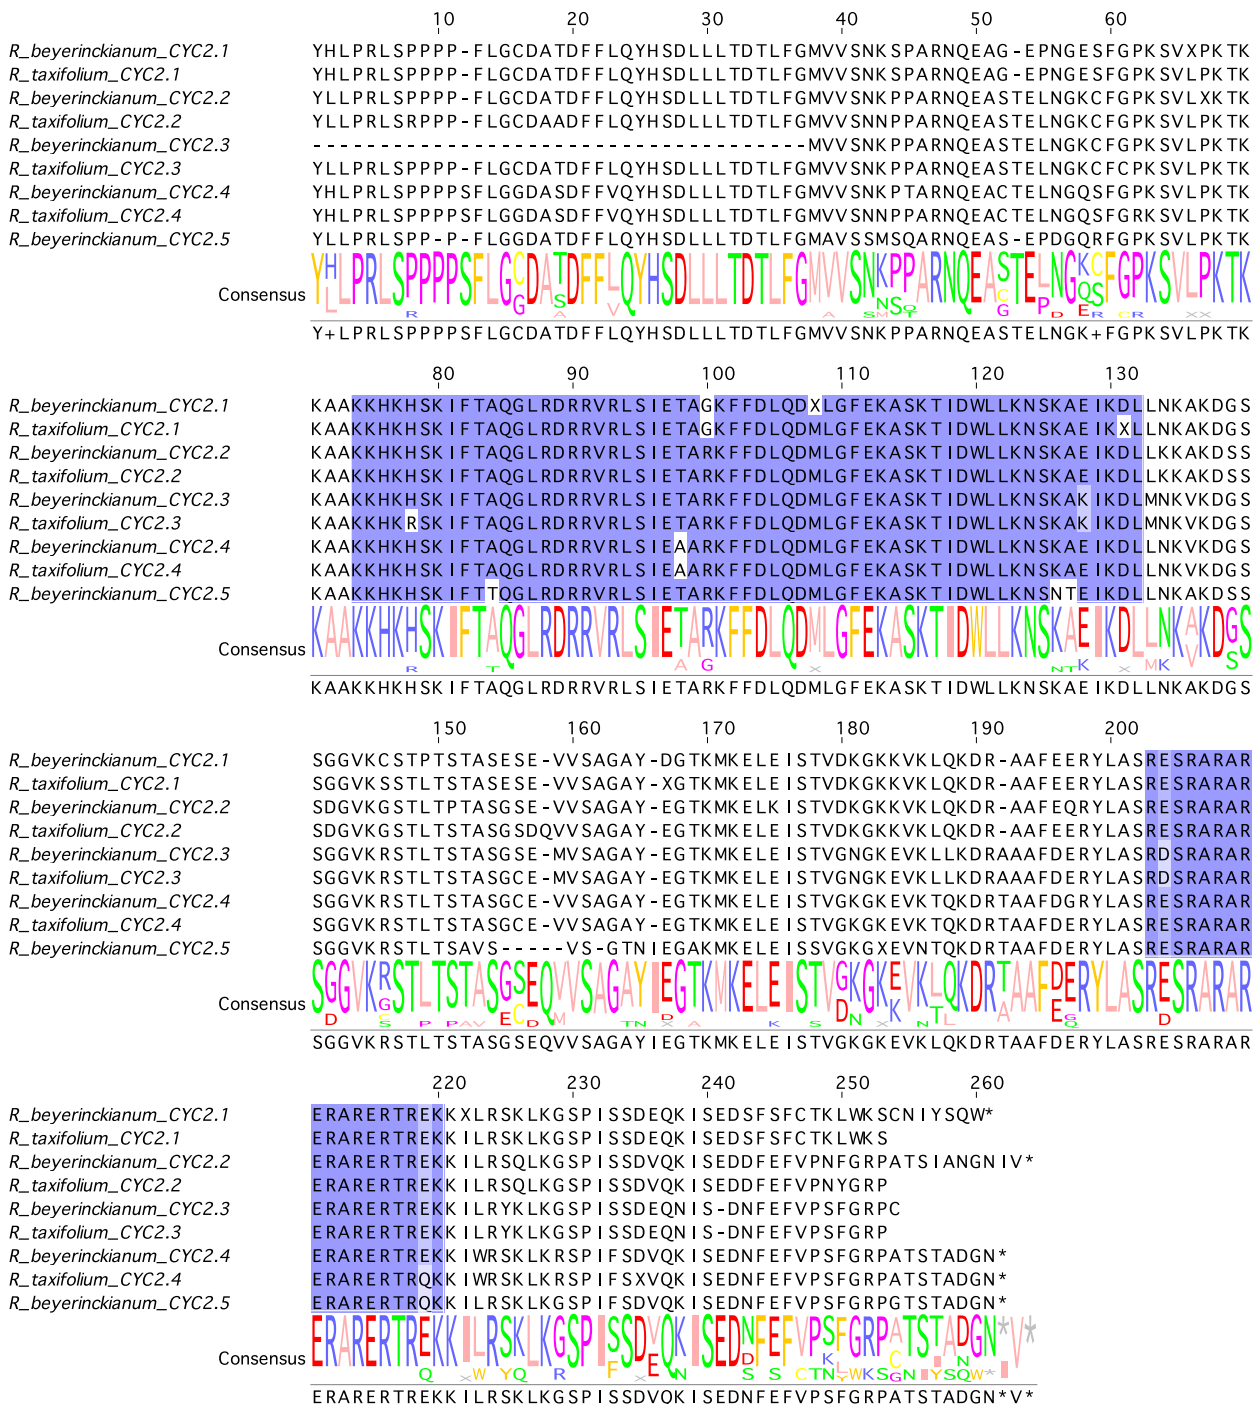 10 20 30 40 50 60
R_beyerinckianum_CYC2.1 YHLPRLSPPPP-FLGCDATDFFLQYHSDLLLTDTLFGMVVSNKSPARNQEAG-EPNGESFGPKSVXPKTK
R_taxifolium_CYC2.1 YHLPRLSPPPP-FLGCDATDFFLQYHSDLLLTDTLFGMVVSNKSPARNQEAG-EPNGESFGPKSVLPKTK
R_beyerinckianum_CYC2.2 YLLPRLSPPPP-FLGCDATDFFLQYHSDLLLTDTLFGMVVSNKPPARNQEASTELNGKCFGPKSVLXKTK
R_taxifolium_CYC2.2 YLLPRLSRPPP-FLGCDAADFFLQYHSDLLLTDTLFGMVVSNNPPARNQEASTELNGKCFGPKSVLPKTK
R_beyerinckianum_CYC2.3 -------------------------------------MVVSNKPPARNQEASTELNGKCFGPKSVLPKTK
R_taxifolium_CYC2.3 YLLPRLSPPPP-FLGCDATDFFLQYHSDLLLTDTLFGMVVSNKPPARNQEASTELNGKCFGPKSVLPKTK
R_beyerinckianum_CYC2.4 YHLPRLSPPPPSFLGGDASDFFVQYHSDLLLTDTLFGMVVSNKPTARNQEACTELNGQSFCPKSVLPKTK
R_taxifolium_CYC2.4 YHLPRLSPPPPSFLGGDASDFFVQYHSDLLLTDTLFGMVVSNNPPARNQEACTELNGQSFGRKSVLPKTK
R_beyerinckianum_CYC2.5 YLLPRLSPP-P-FLGGDATDFFLQYHSDLLLTDTLFGMAVSSMSQARNQEAS-EPDGQRFGPKSVLPKTK
Consensus
Y+LPRLSPPPPSFLGCDATDFFLQYHSDLLLTDTLFGMVVSNKPPARNQEASTELNGK+FGPKSVLPKTK
80 90 100 110 120 130
R_beyerinckianum_CYC2.1 KAAKKHKHSKIFTAQGLRDRRVRLSIETAGKFFDLQDXLGFEKASKTIDWLLKNSKAEIKDLLNKAKDGS
R_taxifolium_CYC2.1 KAAKKHKHSKIFTAQGLRDRRVRLSIETAGKFFDLQDMLGFEKASKTIDWLLKNSKAEIKXLLNKAKDGS
R_beyerinckianum_CYC2.2 KAAKKHKHSKIFTAQGLRDRRVRLSIETARKFFDLQDMLGFEKASKTIDWLLKNSKAEIKDLLKKAKDSS
R_taxifolium_CYC2.2 KAAKKHKHSKIFTAQGLRDRRVRLSIETARKFFDLQDMLGFEKASKTIDWLLKNSKAEIKDLLNKAKDSS
R_beyerinckianum_CYC2.3 KAAKKHKHSKIFTAQGLRDRRVRLSIETARKFFDLQDMLGFEKASKTIDWLLKNSKAKIKDLMNKVKDGS
R_taxifolium_CYC2.3 KAAKKHKRSKIFTAQGLRDRRVRLSIETARKFFDLQDMLGFEKASKTIDWLLKNSKAKIKDLMNKVKDGS
R_beyerinckianum_CYC2.4 KAAKKHKHSKIFTAQGLRDRRVRLSIEAARKFFDLQDMLGFEKASKTIDWLLKNSKAEIKDLLNKVKDGS
R_taxifolium_CYC2.4 KAAKKHKHSKIFTAQGLRDRRVRLSIEAARKFFDLQDMLGFEKASKTIDWLLKNSKAEIKDLLNKVKDGS
R_beyerinckianum_CYC2.5 KAAKKHKHSKIFTTQGLRDRRVRLSIETARKFFDLQDMLGFEKASKTIDWLLKNSNTEIKDLLNKAKDSS
Consensus
KAAKKHKHSKIFTAQGLRDRRVRLSIETARKFFDLQDMLGFEKASKTIDWLLKNSKAEIKDLLNKAKDGS
150 160 170 180 190 200
R_beyerinckianum_CYC2.1 SGGVKCSTPTSTASESE-VVSAGAY-DGTKMKELEISTVDKGKKVKLQKDR-AAFEERYLASRESRARAR
R_taxifolium_CYC2.1 SGGVKSSTLTSTASGSE-VVSAGAY-XGTKMKELEISTVDKGKKVKLQKDR-AAFEERYLASRESRARAR
R_beyerinckianum_CYC2.2 SDGVKGSTLTPTASGSE-VVSAGAY-EGTKMKELKISTVDKGKKVKLQKDR-AAFEQRYLASRESRARAR
R_taxifolium_CYC2.2 SDGVKGSTLTSTASGSDQVVSAGAY-EGTKMKELEISTVDKGKKVKLQKDR-AAFEERYLASRESRARAR
R_beyerinckianum_CYC2.3 SGGVKRSTLTSTASGSE-MVSAGAY-EGTKMKELEISTVGNGKEVKLLKDRAAAFDERYLASRDSRARAR
R_taxifolium_CYC2.3 SGGVKRSTLTSTASGCE-MVSAGAY-EGTKMKELEISTVGNGKEVKLLKDRAAAFDERYLASRDSRARAR
R_beyerinckianum_CYC2.4 SGGVKRSTLTSTASGCE-VVSAGAY-EGTKMKELEISTVGKGKEVKTQKDRTAAFDGRYLASRESRARAR
R_taxifolium_CYC2.4 SGGVKRSTLTSTASGCE-VVSAGAY-EGTKMKELEISTVGKGKEVKTQKDRTAAFDERYLASRESRARAR
R_beyerinckianum_CYC2.5 SGGVKRSTLTSAVS-----VS-GTNIEGAKMKELEISSVGKGXEVNTQKDRTAAFDERYLASRESRARAR
Consensus
SGGVKRSTLTSTASGSEQVVSAGAYIEGTKMKELEISTVGKGKEVKLQKDRTAAFDERYLASRESRARAR
220 230 240 250 260
R_beyerinckianum_CYC2.1 ERARERTREKKXLRSKLKGSPISSDEQKISEDSFSFCTKLWKSCNIYSQW*
R_taxifolium_CYC2.1 ERARERTREKKILRSKLKGSPISSDEQKISEDSFSFCTKLWKS
R_beyerinckianum_CYC2.2 ERARERTREKKILRSQLKGSPISSDVQKISEDDFEFVPNFGRPATSIANGNIV*
R_taxifolium_CYC2.2 ERARERTREKKILRSQLKGSPISSDVQKISEDDFEFVPNYGRP
R_beyerinckianum_CYC2.3 ERARERTREKKILRYKLKGSPISSDEQNIS-DNFEFVPSFGRPC
R_taxifolium_CYC2.3 ERARERTREKKILRYKLKGSPISSDEQNIS-DNFEFVPSFGRP
R_beyerinckianum_CYC2.4 ERARERTREKKIWRSKLKRSPIFSDVQKISEDNFEFVPSFGRPATSTADGN*
R_taxifolium_CYC2.4 ERARERTRQKKIWRSKLKRSPIFSXVQKISEDNFEFVPSFGRPATSTADGN*
R_beyerinckianum_CYC2.5 ERARERTRQKKILRSKLKGSPISSDVQKISEDNFEFVPSFGRPGTSTADGN*
Consensus
ERARERTREKKILRSKLKGSPISSDVQKISEDNFEFVPSFGRPATSTADGN*V*